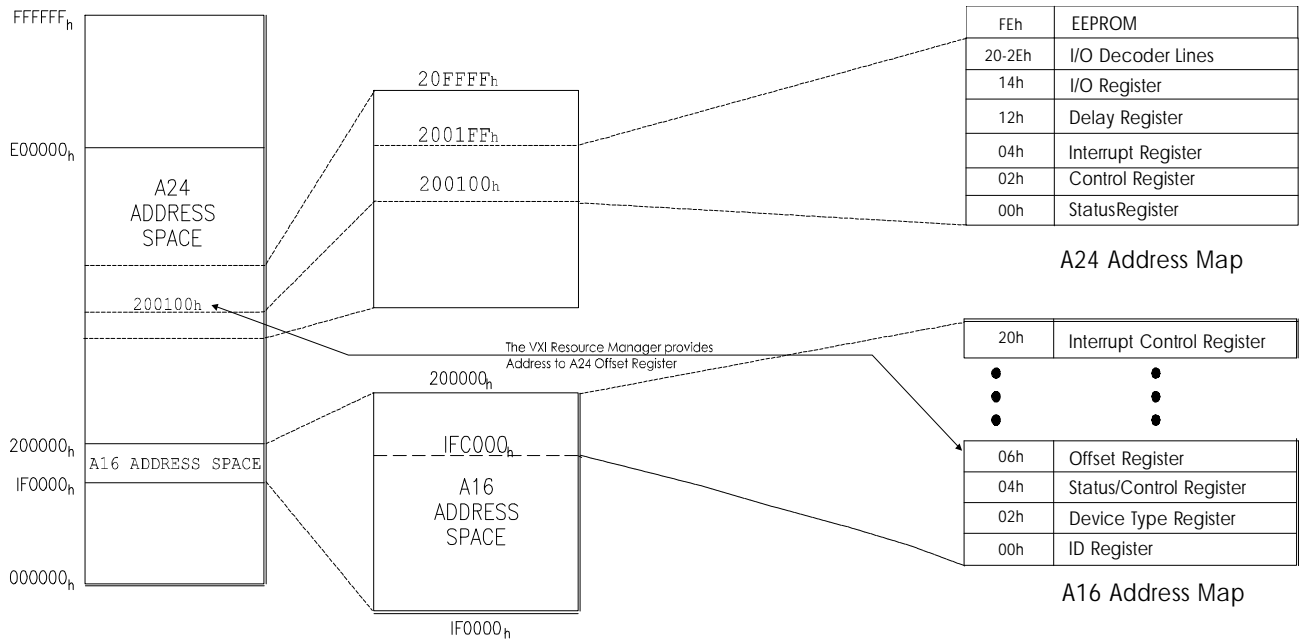 FFFFFFh
E00000h
A24
ADDRESS
SPACE
200100h
200000h
A16 ADDRESS SPACE
IF0000h
000000h
20FFFFh
2001FFh
200100h
The VXI Resource Manager provides
Address to A24 Offset Register
200000h
IFC000h
A16
ADDRESS
SPACE
IF0000h
FEh EEPROM
20-2Eh I/O Decoder Lines
14h I/O Register
12h Delay Register
04h Interrupt Register
02h Control Register
00h StatusRegister
A24 Address Map
20h Interrupt Control Register
06h Offset Register
04h Status/Control Register
02h Device Type Register
00h ID Register
A16 Address Map